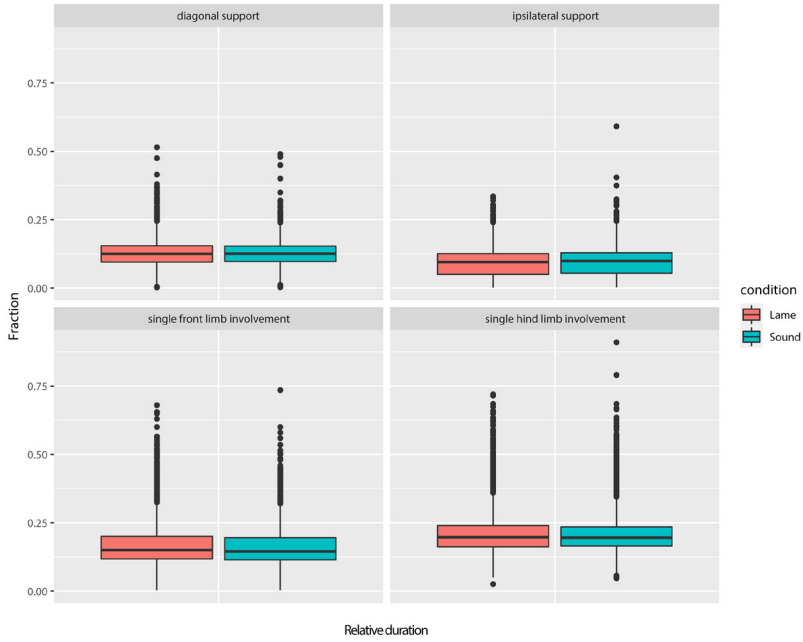 diagonal support
ipsilateral support
0.75
0.50
0.25
0.00
single front limb involvement
single hind limb involvement
0.75
0.50
0.25
0.00
Fraction
Relative duration
condition
Lame
Sound